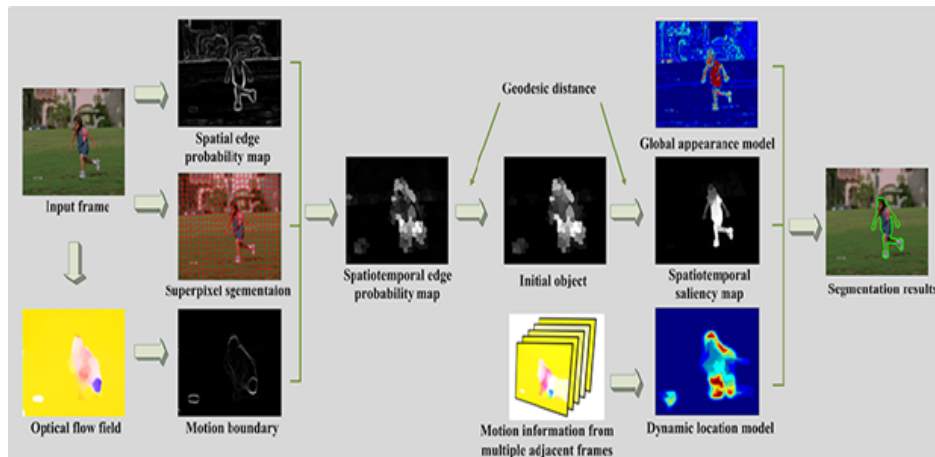 Spatial edge
probability map
Input frame
Superpixel sgementaion
Optical flow field
Motion boundary
Spatiotemporal edge
probability map
Geodesic distance
Initial object
Global appearance model
Spatiotemporal
saliency map
Motion information from
multiple adjacent frames
Dynamic location model
Segmentation results